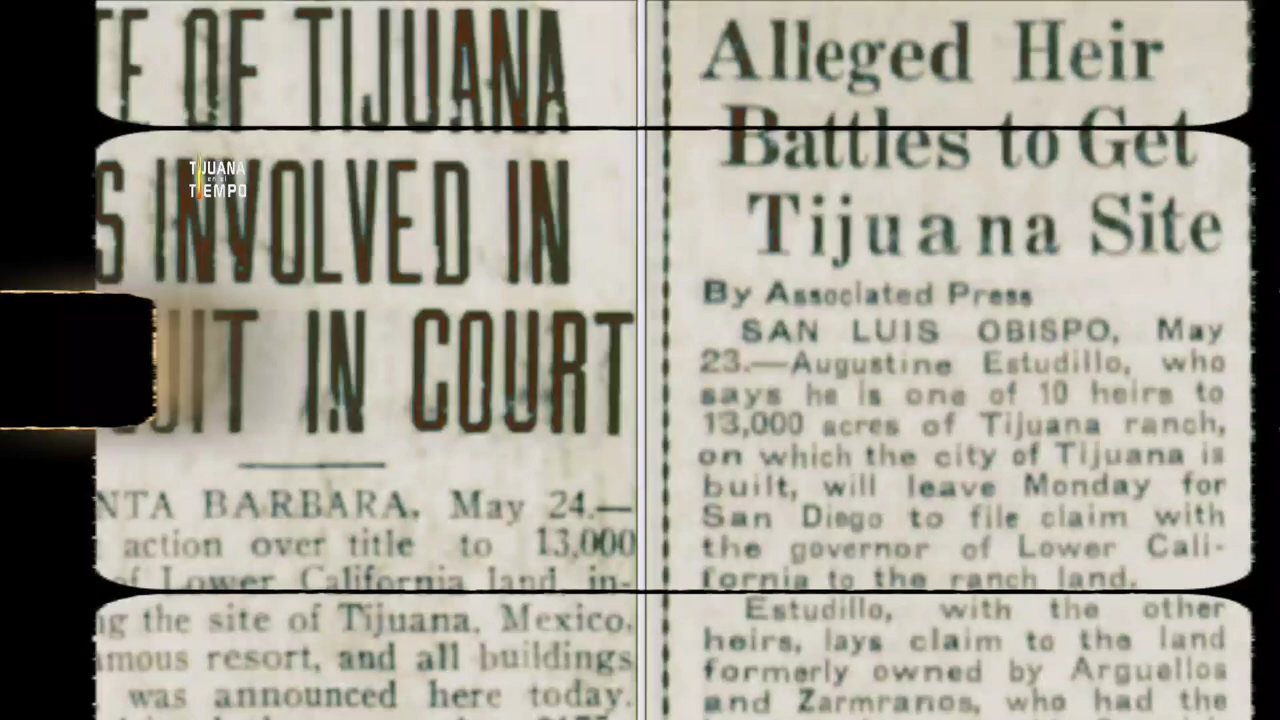 TE OF TIJUANA
S INVOLVED IN
SUIT IN COURT
NTA BARBARA, May 24.—
action over title to 13,000
of Lower California land, in-
ng the site of Tijuana, Mexico,
amous resort, and all buildings
was announced here today.
TIJUANA
en el
TIEMPO
Alleged Heir
Battles to Get
Tijuana Site
By Associated Press
SAN LUIS OBISPO, May
23.—Augustine Estudillo, who
says he is one of 10 heirs to
13,000 acres of Tijuana ranch,
on which the city of Tijuana is
built, will leave Monday for
San Diego to file claim with
the governor of Lower Cali-
fornia to the ranch land.
Estudillo, with the other
heirs, lays claim to the land
formerly owned by Arguellos
and Zarmranos, who had the